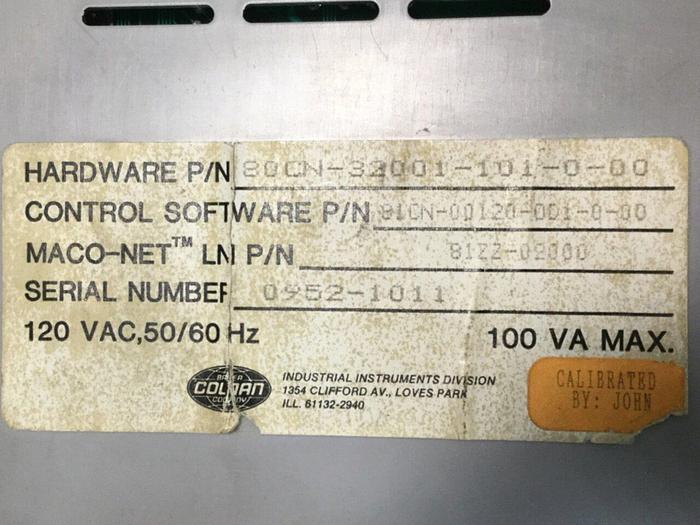 HARDWARE P/N 80CN-32001-101-0-00
CONTROL SOFTWARE P/N 81CN-00120-001-0-00
MACO-NET™ LN P/N 81ZZ-02000
SERIAL NUMBER 0952-1011
120 VAC,50/60 Hz 100 VA MAX.
BARBER
COLMAN
COMPANY
INDUSTRIAL INSTRUMENTS DIVISION
1354 CLIFFORD AV., LOVES PARK
ILL. 61132-2940
CALIBRATED
BY: JOHN